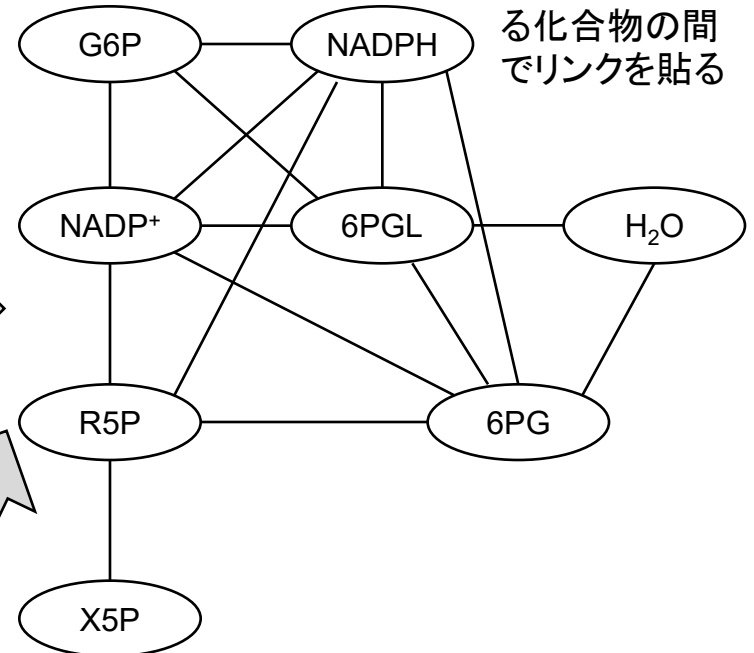 る化合物の間
でリンクを貼る
G6P
NADPH
NADP⁺
6PGL
H₂O
R5P
6PG
X5P